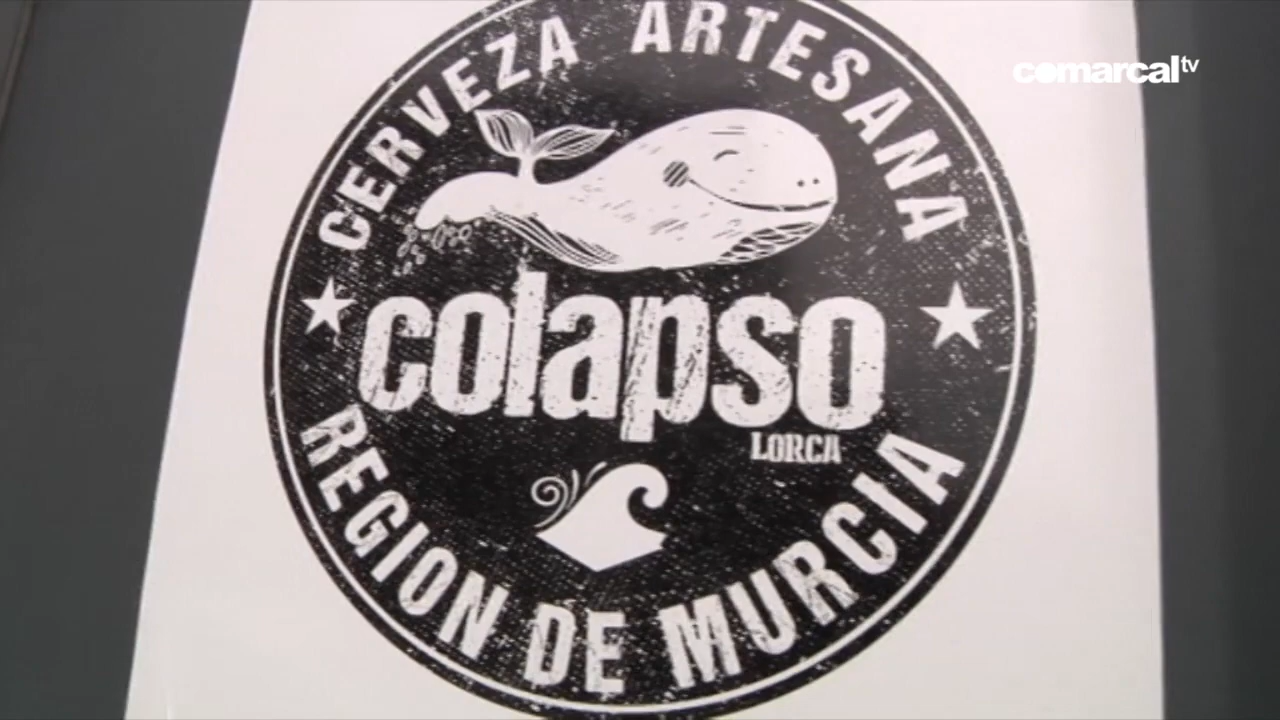 comarcal tv
CERVEZA ARTESANA
colapso
LORCA
REGION DE MURCIA